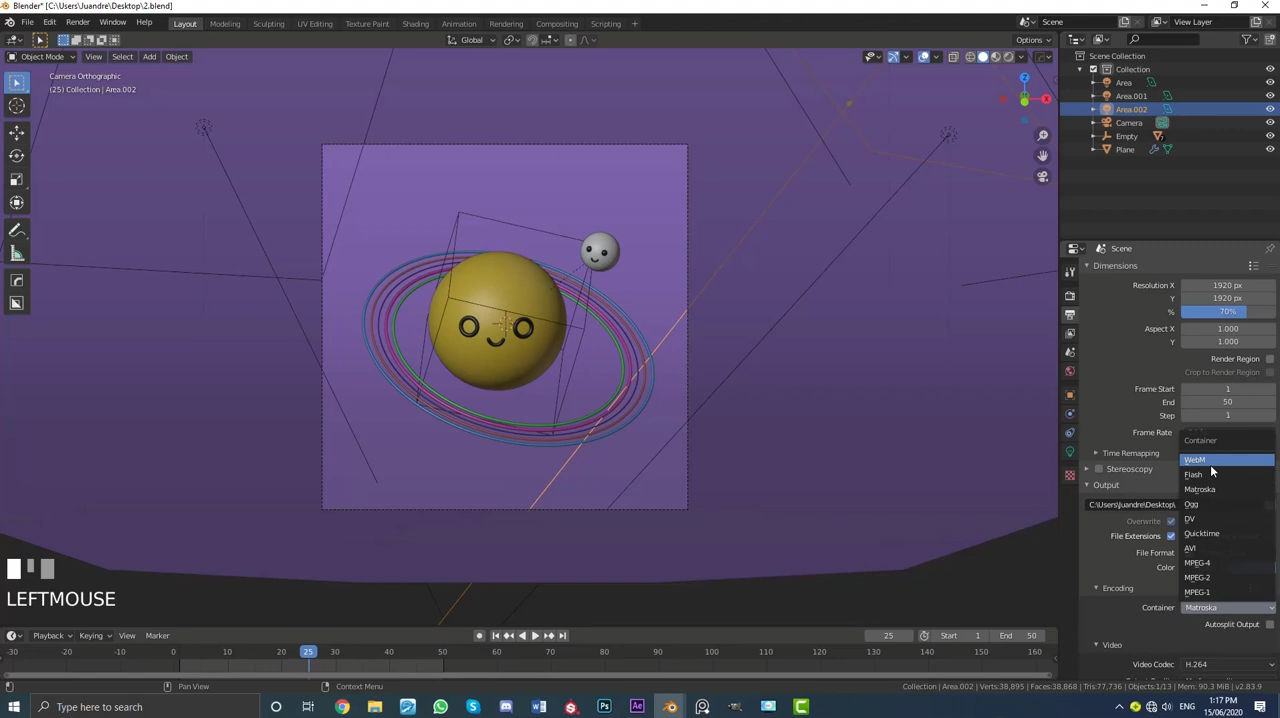 Blender* [C:\Users\Juandre\Desktop\2.blend]
File Edit Render Window Help Layout Modeling Sculpting UV Editing Texture Paint Shading Animation Rendering Compositing Scripting + Scene View Layer
Global Options
Object Mode View Select Add Object
Camera Orthographic
(25) Collection | Area.002
Z
X
Scene Collection
Collection
Area
Area.001
Area.002
Camera
Empty
Plane
Scene
Dimensions
Resolution X 1920 px
Y 1920 px
% 70%
Aspect X 1.000
Y 1.000
Render Region
Crop to Render Region
Frame Start 1
End 50
Step 1
Frame Rate
Time Remapping
Stereoscopy
Output
C:\Users\Juandre\Desktop\
Overwrite
File Extensions
File Format
Color
Encoding
Container
WebM
Flash
Matroska
Ogg
DV
Quicktime
AVI
MPEG-4
MPEG-2
MPEG-1
Container Matroska
Autosplit Output
Video
Video Codec H.264
LEFTMOUSE
Playback Keying View Marker 25 Start 1 End 50
-30 -20 -10 0 10 20 25 30 40 50 60 70 80 90 100 110 120 130 140 150 160
Pan View Context Menu Collection | Area.002 | Verts:38,895 | Faces:38,868 | Tris:77,736 | Objects:1/13 | Mem: 90.3 MiB | v2.83.9
Type here to search
W Ps Ae C ENG 1:17 PM
15/06/2020